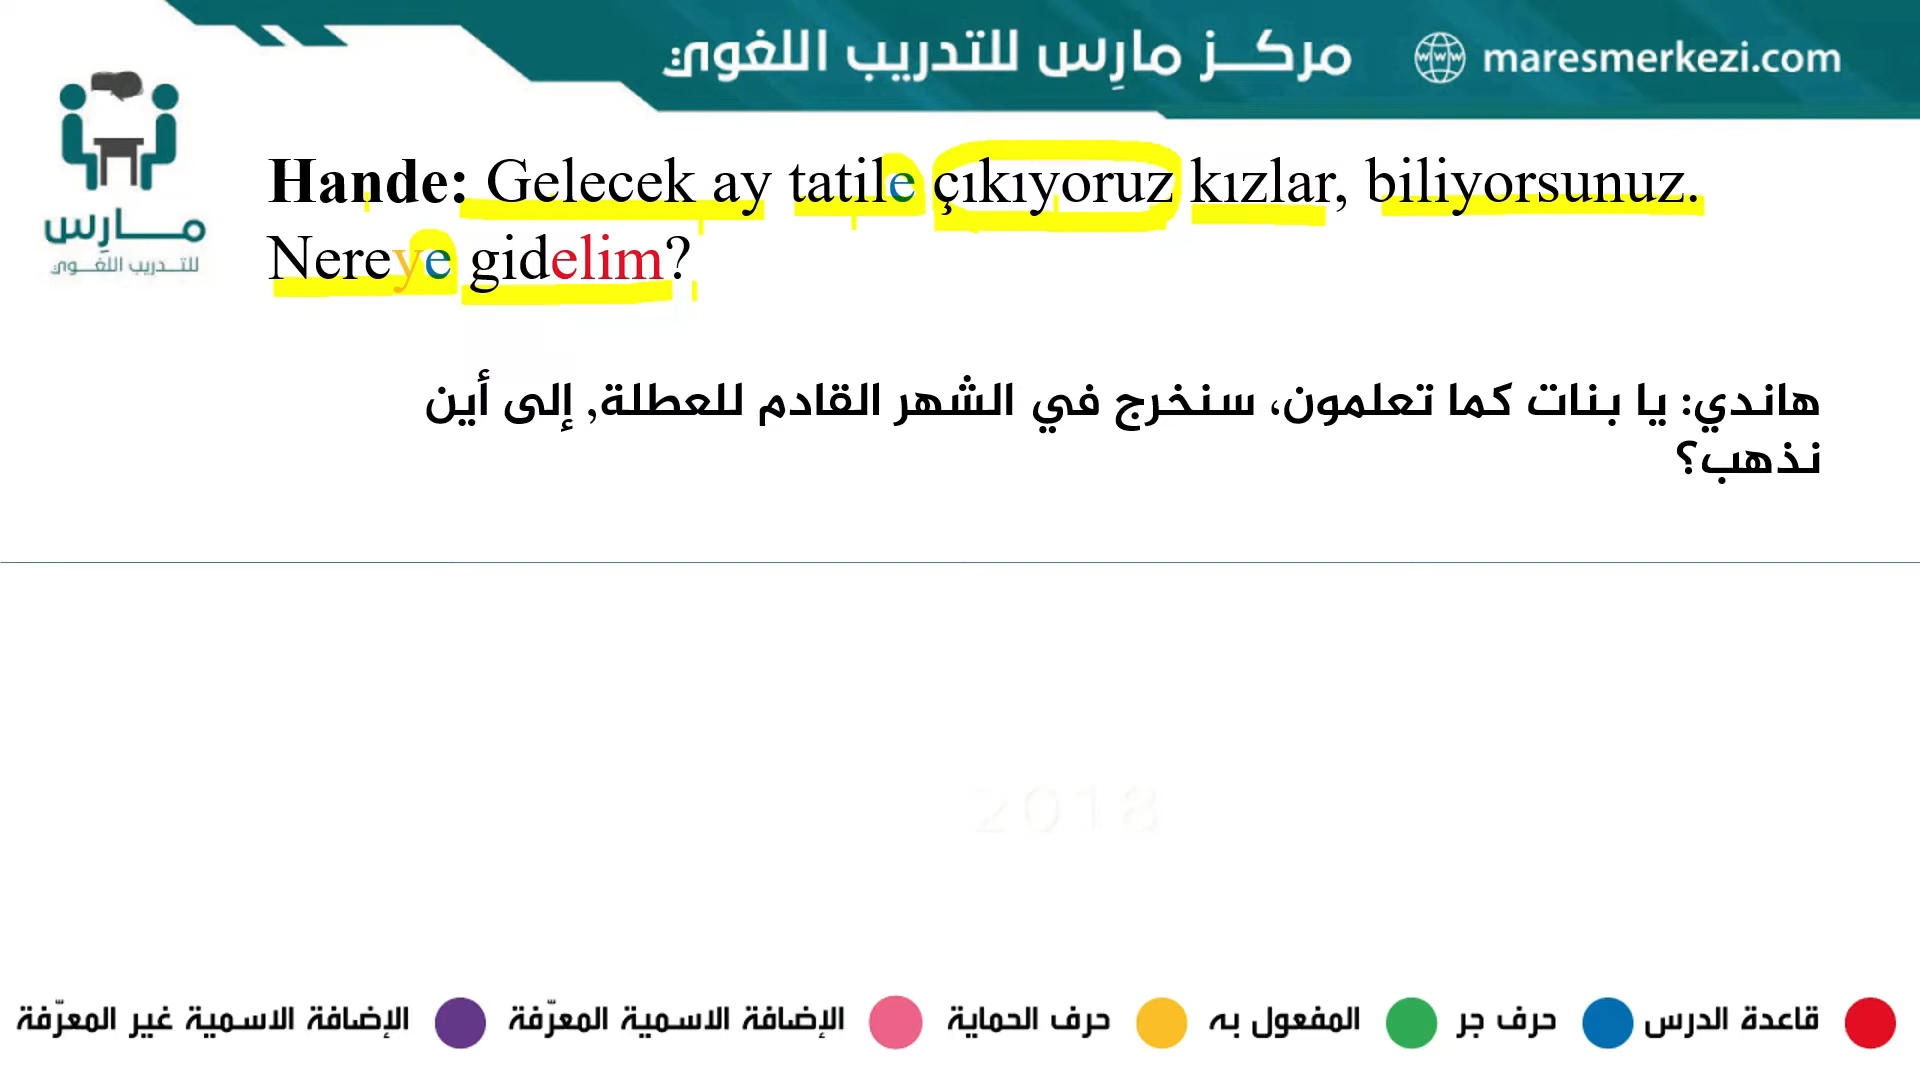 مركـــز مارِس للتدريب اللغوي
maresmerkezi.com
مـــارِس
للتـــدريب اللغـــوي
Hande: Gelecek ay tatile çıkıyoruz kızlar, biliyorsunuz.
Nereye gidelim?
هاندي: يا بنات كما تعلمون، سنخرج في الشهر القادم للعطلة, إلى أين
نذهب؟
2018
قاعدة الدرس حرف جر المفعول به حرف الحماية الإضافة الاسمية المعرّفة الإضافة الاسمية غير المعرّفة